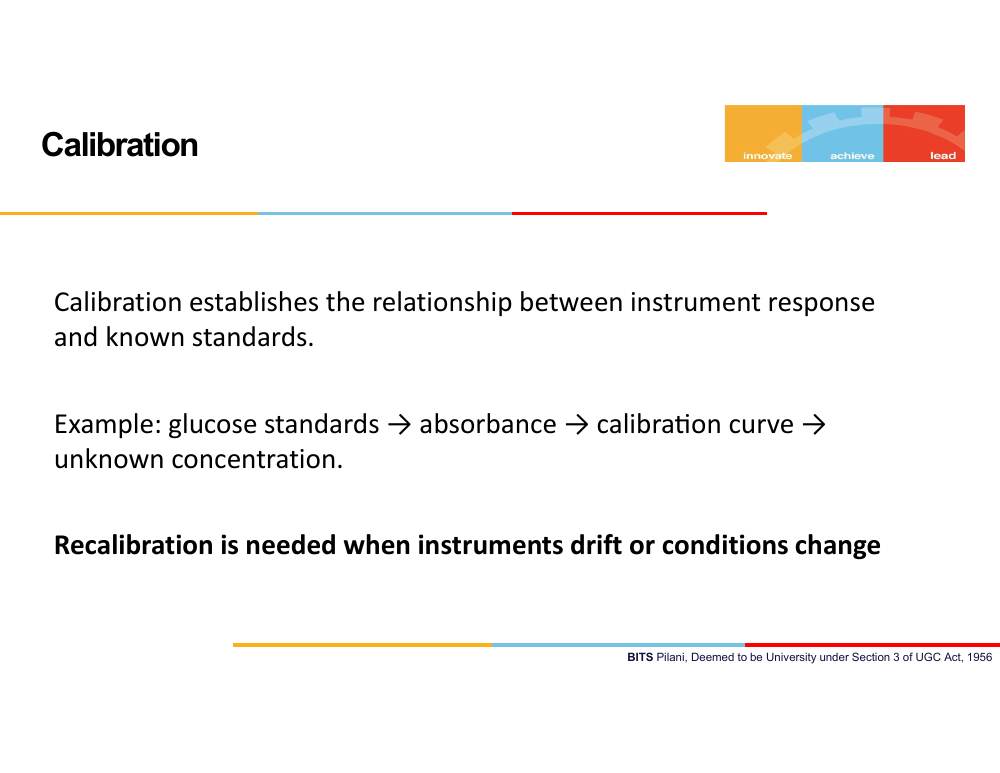 Calibration
innovate achieve lead
Calibration establishes the relationship between instrument response
and known standards.
Example: glucose standards → absorbance → calibration curve →
unknown concentration.
Recalibration is needed when instruments drift or conditions change
BITS Pilani, Deemed to be University under Section 3 of UGC Act, 1956